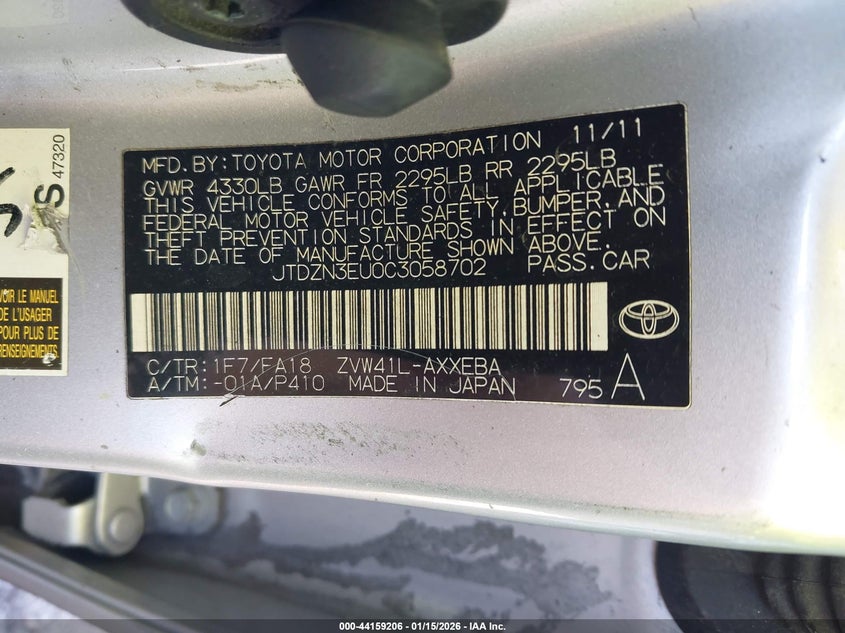 MFD. BY: TOYOTA MOTOR CORPORATION 11/11
GVWR 4330LB GAWR FR 2295LB RR 2295LB
THIS VEHICLE CONFORMS TO ALL APPLICABLE
FEDERAL MOTOR VEHICLE SAFETY, BUMPER, AND
THEFT PREVENTION STANDARDS IN EFFECT ON
THE DATE OF MANUFACTURE SHOWN ABOVE.
JTDZN3EU0C3058702 PASS. CAR
C/TR: 1F7/FA18 ZVW41L-AXXEBA
A/TM: -01A/P410 MADE IN JAPAN 795 A
S 47320
VOIR LE MANUEL
DE L'USAGER
POUR PLUS DE
RENSEIGNEMENTS
000-44159206 - 01/15/2026 - IAA Inc.